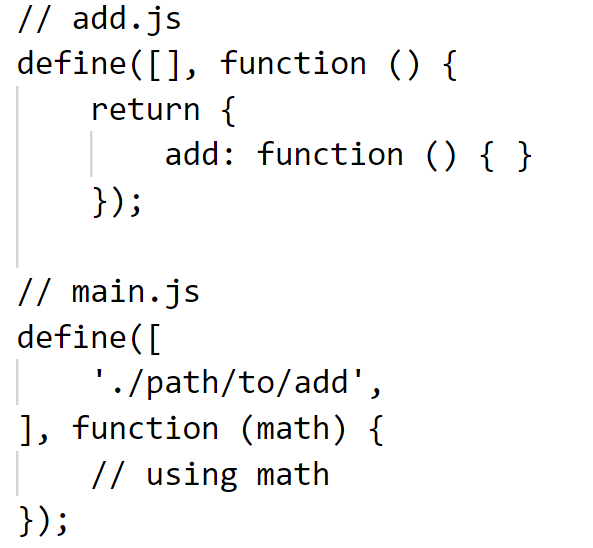 // add.js
define([], function () {
    return {
        add: function () { }
    });

// main.js
define([
    './path/to/add',
], function (math) {
    // using math
});